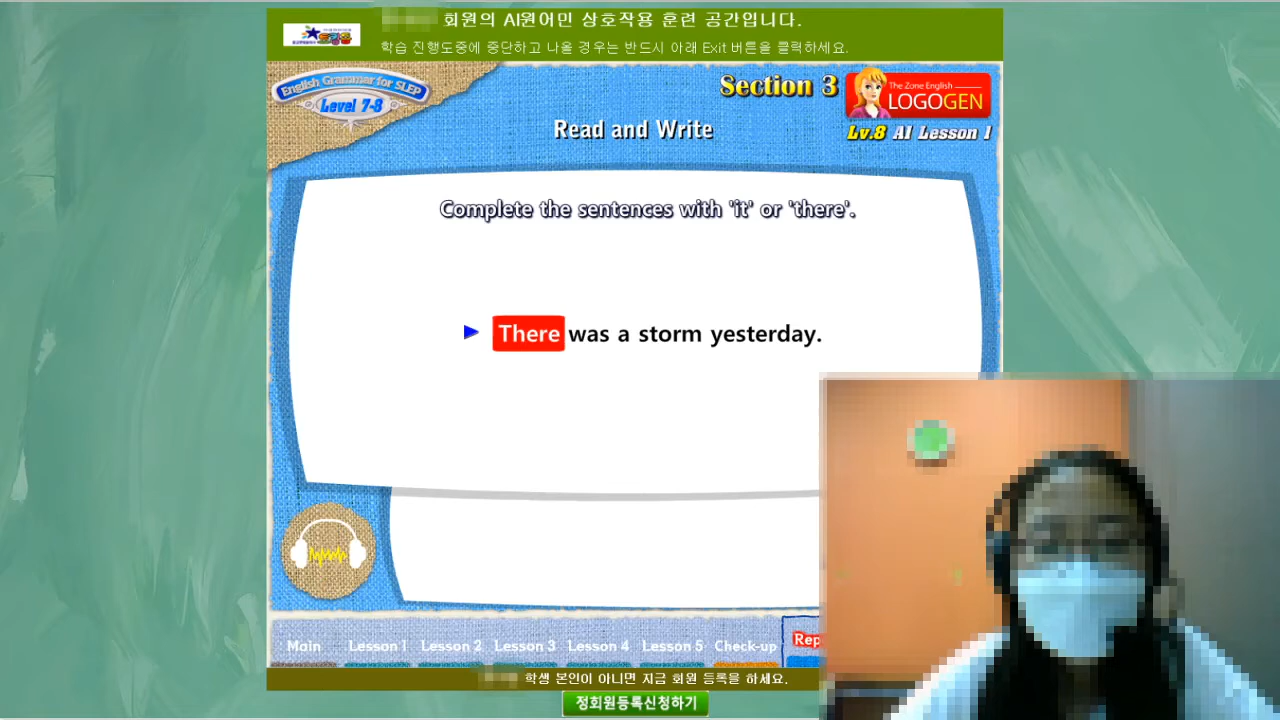 회원의 AI원어민 상호작용 훈련 공간입니다.
학습 진행도중에 중단하고 나올 경우는 반드시 아래 Exit 버튼을 클릭하세요.
English Grammar for SLEP
Level 7-8
Section 3
The Zone English
LOGOGEN
Lv.8 AI Lesson 1
Read and Write
Complete the sentences with 'it' or 'there'.
There was a storm yesterday.
Main Lesson 1 Lesson 2 Lesson 3 Lesson 4 Lesson 5 Check-up Rep
학생 본인이 아니면 지금 회원 등록을 하세요.
정회원등록신청하기